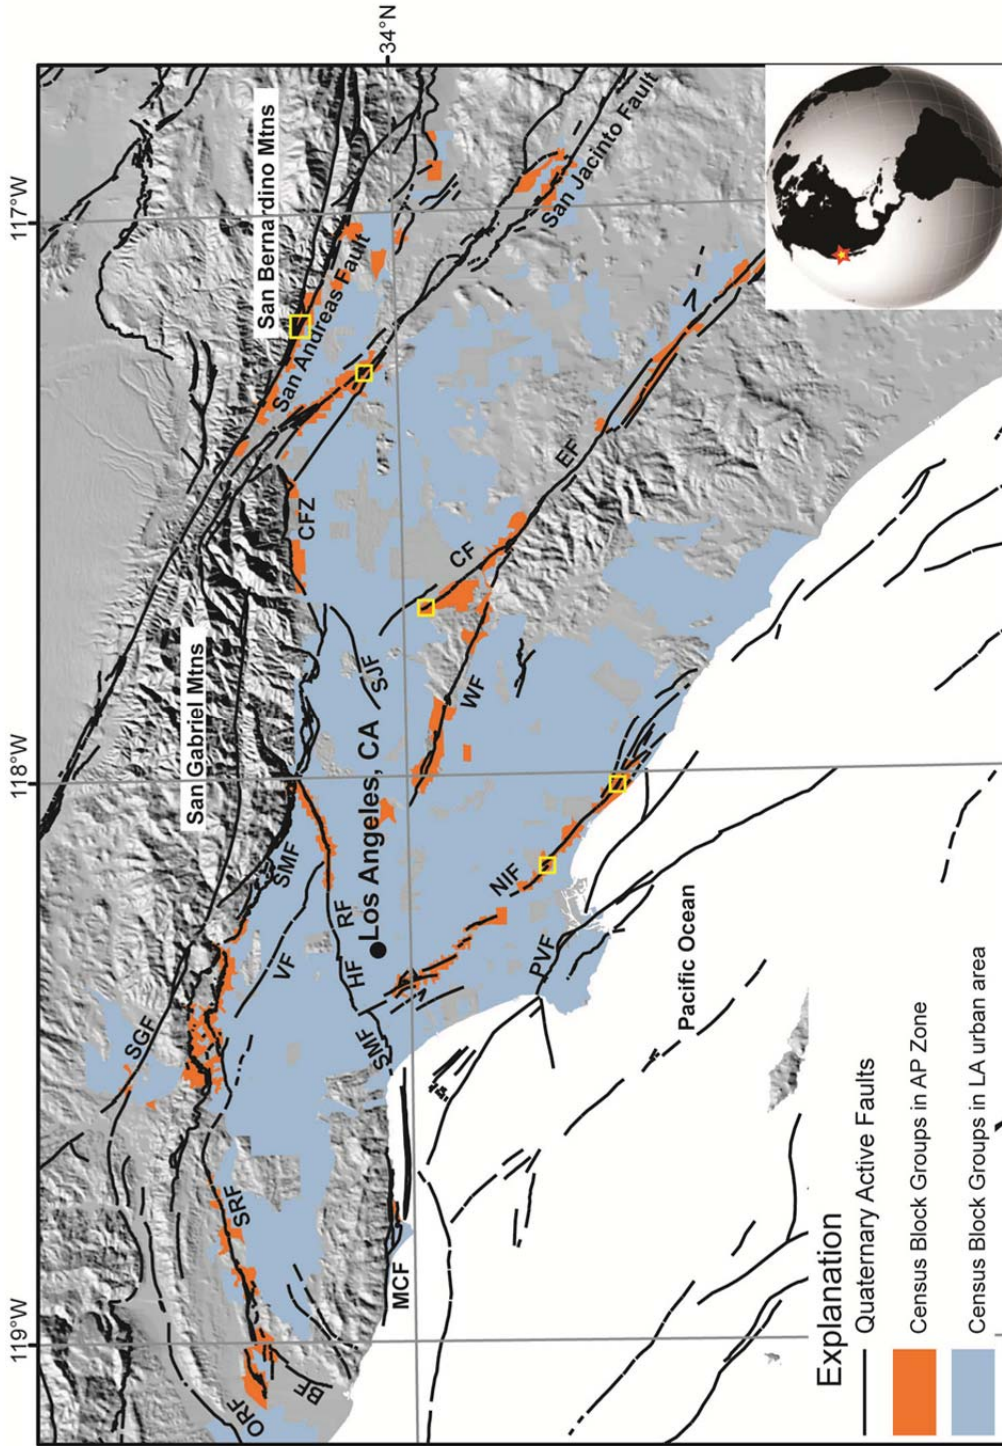 119°W
118°W
117°W
34°N
San Gabriel Mtns
San Bernardino Mtns
San Andreas Fault
San Jacinto Fault
SGF
SMF
VF
ORF
SRF
BF
CFZ
SJF
RF
HF
SMF
MCF
Los Angeles, CA
CF
WF
EF
NIF
PVF
Pacific Ocean
Explanation
Quaternary Active Faults
Census Block Groups in AP Zone
Census Block Groups in LA urban area